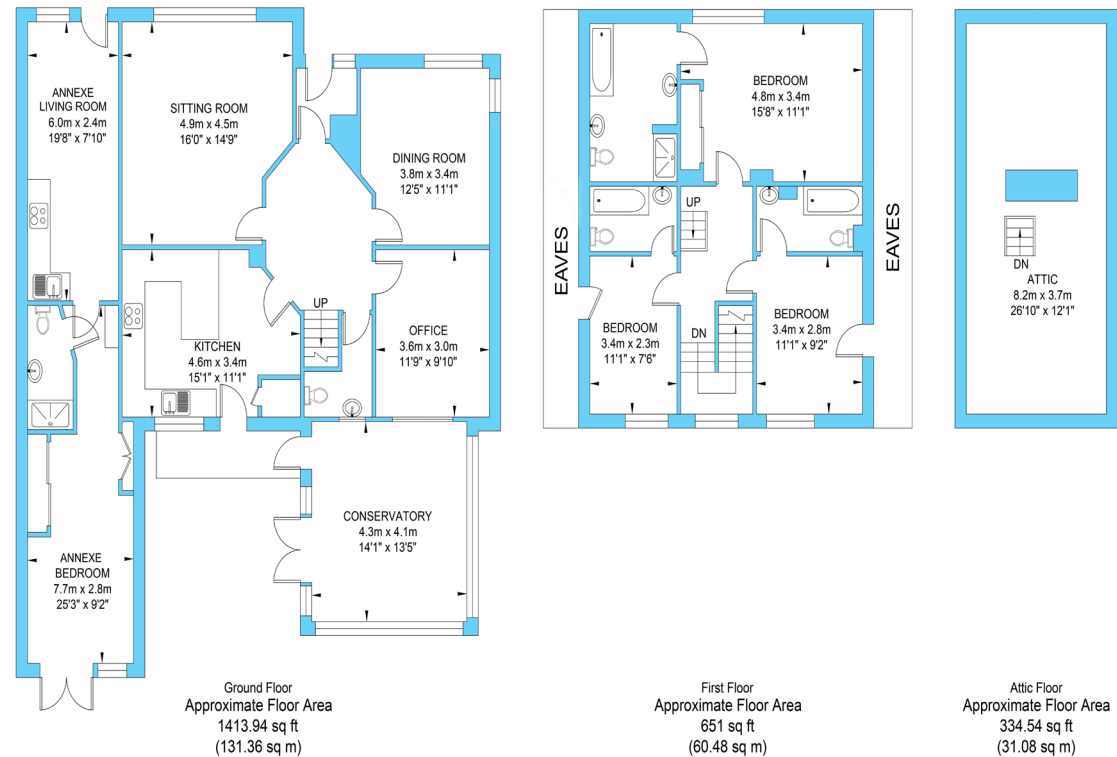 ANNEXE
LIVING ROOM
6.0m x 2.4m
19'8" x 7'10"
SITTING ROOM
4.9m x 4.5m
16'0" x 14'9"
DINING ROOM
3.8m x 3.4m
12'5" x 11'1"
KITCHEN
4.6m x 3.4m
15'1" x 11'1"
UP
OFFICE
3.6m x 3.0m
11'9" x 9'10"
CONSERVATORY
4.3m x 4.1m
14'1" x 13'5"
ANNEXE
BEDROOM
7.7m x 2.8m
25'3" x 9'2"
Ground Floor
Approximate Floor Area
1413.94 sq ft
(131.36 sq m)
EAVES
BEDROOM
4.8m x 3.4m
15'8" x 11'1"
UP
EAVES
BEDROOM
3.4m x 2.3m
11'1" x 7'6"
DN
BEDROOM
3.4m x 2.8m
11'1" x 9'2"
First Floor
Approximate Floor Area
651 sq ft
(60.48 sq m)
DN
ATTIC
8.2m x 3.7m
26'10" x 12'1"
Attic Floor
Approximate Floor Area
334.54 sq ft
(31.08 sq m)